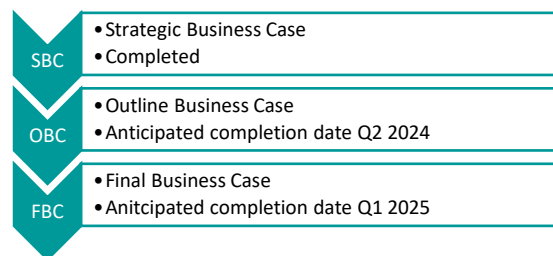 SBC
•Strategic Business Case
•Completed
OBC
•Outline Business Case
•Anticipated completion date Q2 2024
FBC
•Final Business Case
•Anitcipated completion date Q1 2025